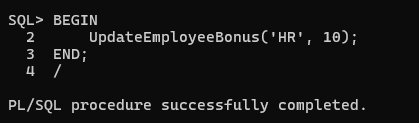 SQL> BEGIN
  2      UpdateEmployeeBonus('HR', 10);
  3  END;
  4  /
PL/SQL procedure successfully completed.